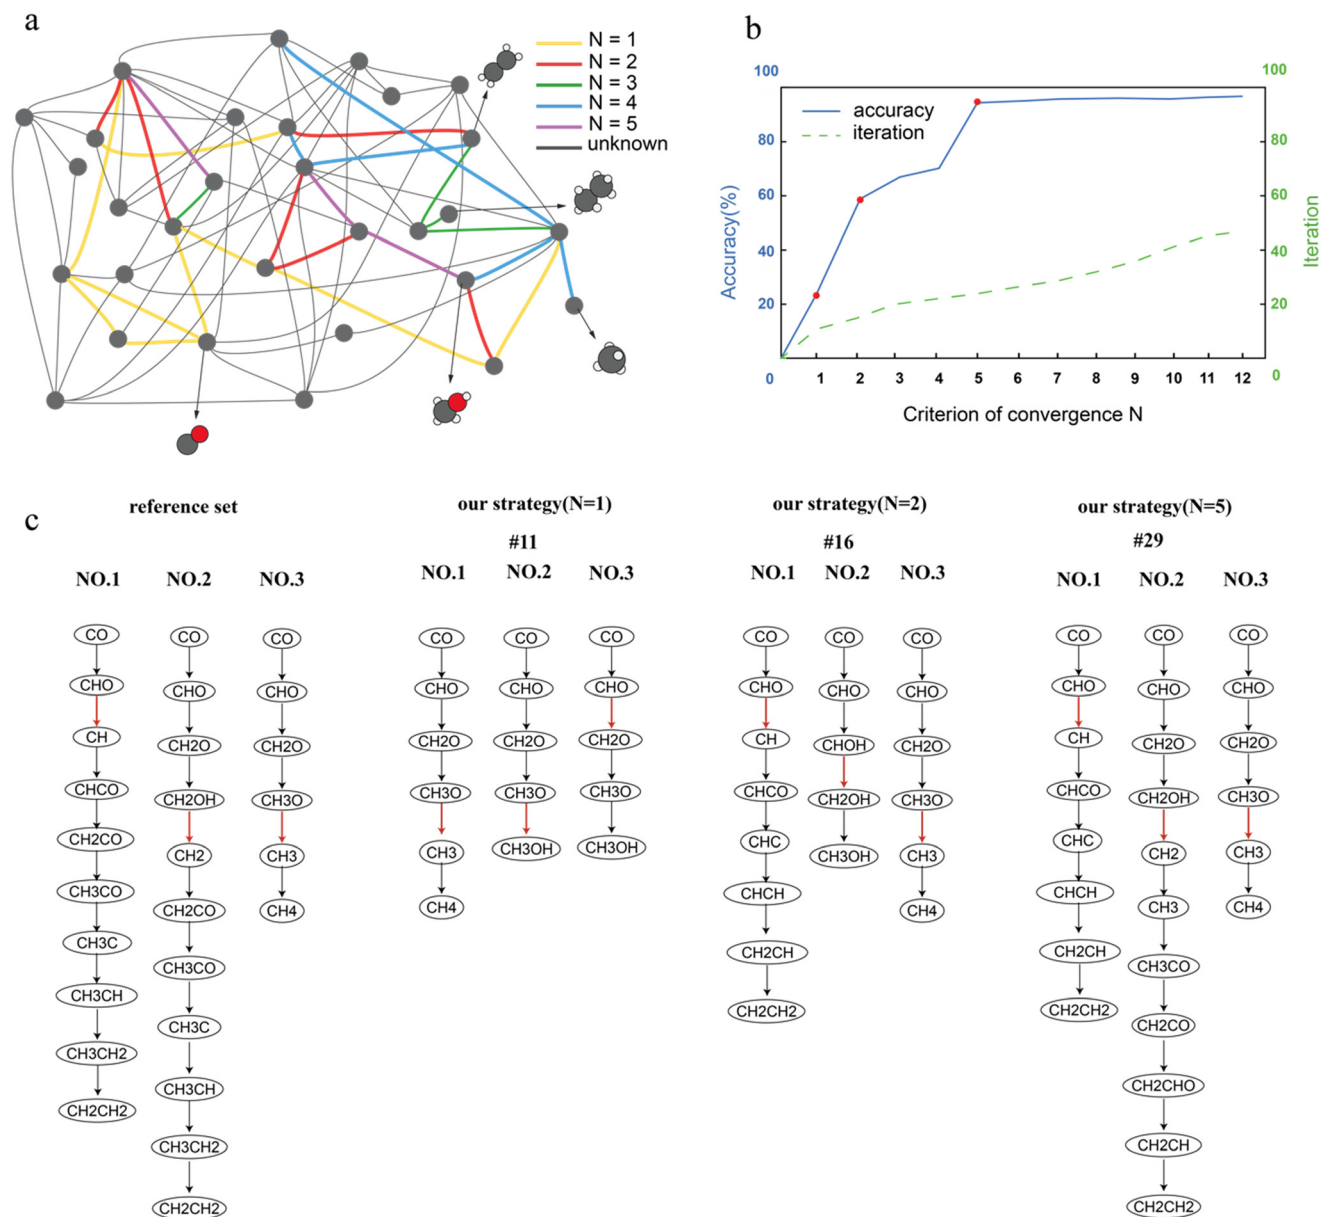 a
N = 1
N = 2
N = 3
N = 4
N = 5
unknown
b
100
80
60
40
20
0
Accuracy(%)
accuracy
iteration
100
80
60
40
20
0
Iteration
1 2 3 4 5 6 7 8 9 10 11 12
Criterion of convergence N
c
reference set
NO.1 NO.2 NO.3
CO
CHO
CH
CHCO
CH2CO
CH3CO
CH3C
CH3CH
CH3CH2
CH2CH2
CO
CHO
CH2O
CH2OH
CH2
CH2CO
CH3CO
CH3C
CH3CH
CH3CH2
CH2CH2
CO
CHO
CH2O
CH3O
CH3
CH4
our strategy(N=1)
#11
NO.1 NO.2 NO.3
CO
CHO
CH2O
CH3O
CH3
CH4
CO
CHO
CH2O
CH3O
CH3OH
CO
CHO
CH2O
CH3O
CH3OH
our strategy(N=2)
#16
NO.1 NO.2 NO.3
CO
CHO
CH
CHCO
CHC
CHCH
CH2CH
CH2CH2
CO
CHO
CHOH
CH2OH
CH3OH
CO
CHO
CH2O
CH3O
CH3
CH4
our strategy(N=5)
#29
NO.1 NO.2 NO.3
CO
CHO
CH
CHCO
CHC
CHCH
CH2CH
CH2CH2
CO
CHO
CH2O
CH2OH
CH2
CH3
CH3CO
CH2CO
CH2CHO
CH2CH
CH2CH2
CO
CHO
CH2O
CH3O
CH3
CH4